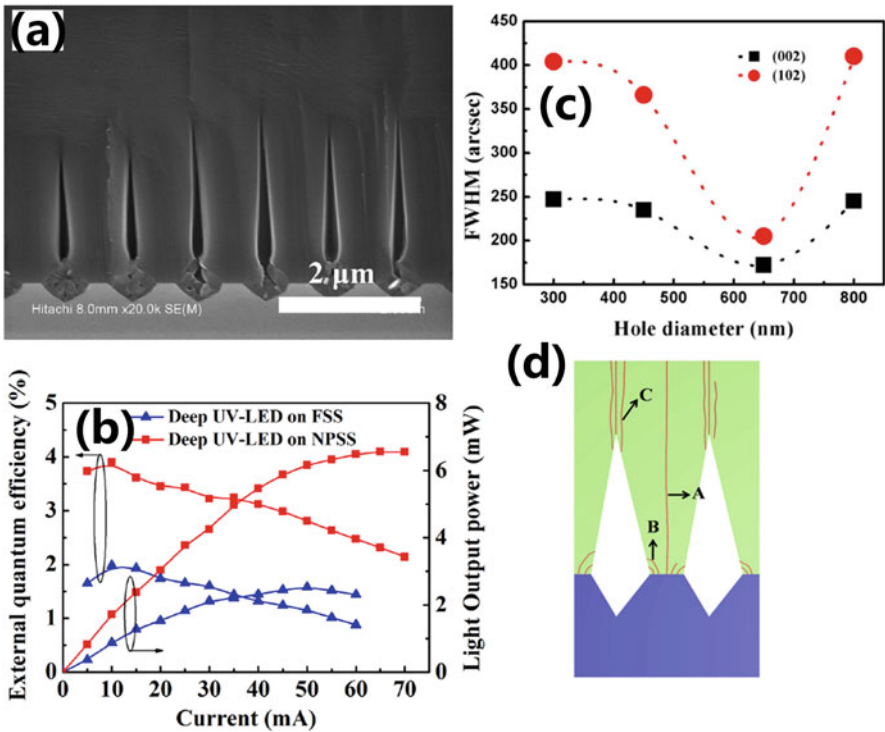 (a)
2 μm
Hitachi 8.0mm x20.0k SE(M)
(c)
(002)
(102)
FWHM (arcsec)
450
400
350
300
250
200
150
300 400 500 600 700 800
Hole diameter (nm)
(b)
Deep UV-LED on FSS
Deep UV-LED on NPSS
External quantum efficiency (%)
5
4
3
2
1
0
Light Output power (mW)
8
6
4
2
0
0 10 20 30 40 50 60 70
Current (mA)
(d)
C
A
B